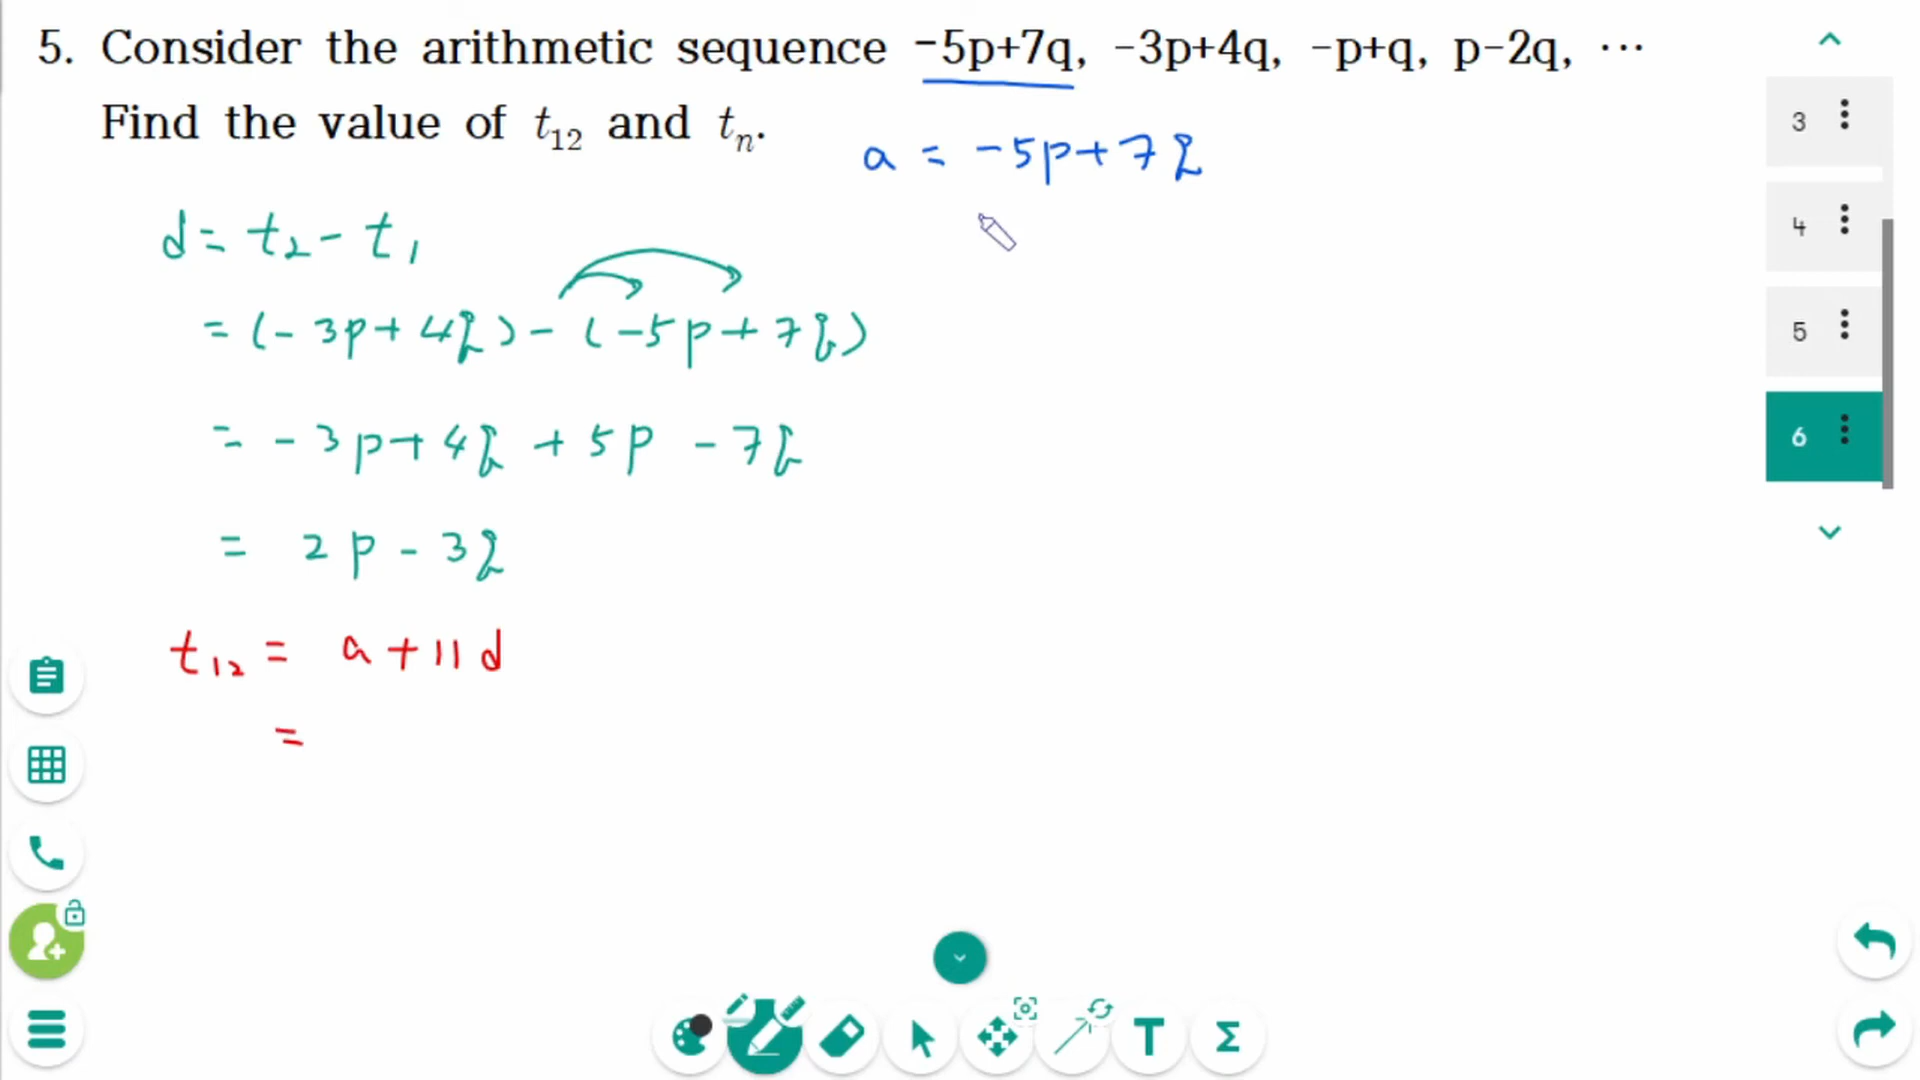 5. Consider the arithmetic sequence -5p+7q, -3p+4q, -p+q, p-2q, ⋯
Find the value of t₁₂ and tₙ.
a = -5p+7q
d = t₂ - t₁
= (-3p+4q) - (-5p+7q)
= -3p+4q +5p -7q
= 2p - 3q
t₁₂ = a + 11d
=
3
4
5
6
T
Σ